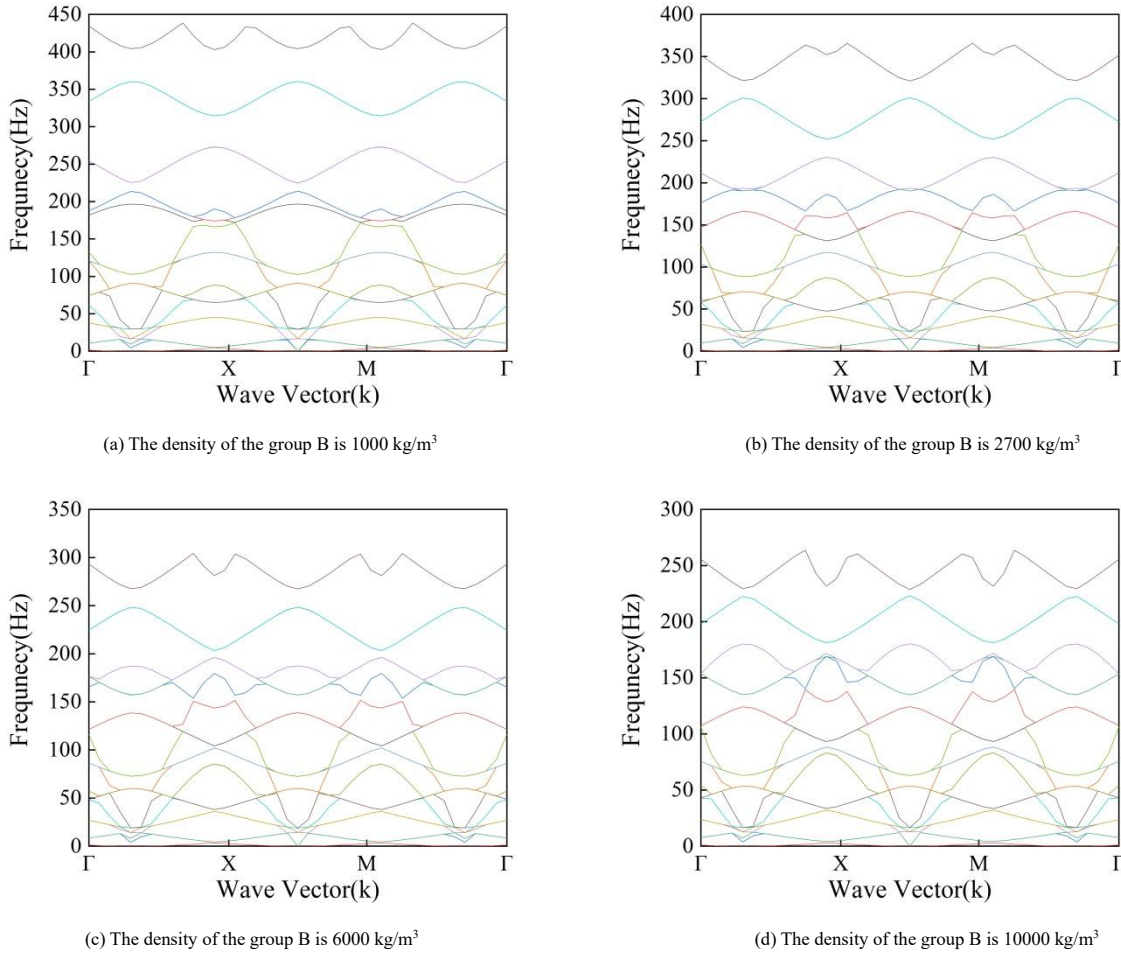 450
400
350
300
250
200
150
100
50
0
Frequnecy(Hz)
Γ X M Γ
Wave Vector(k)
(a) The density of the group B is 1000 kg/m³
400
350
300
250
200
150
100
50
0
Frequnecy(Hz)
Γ X M Γ
Wave Vector(k)
(b) The density of the group B is 2700 kg/m³
350
300
250
200
150
100
50
0
Frequnecy(Hz)
Γ X M Γ
Wave Vector(k)
(c) The density of the group B is 6000 kg/m³
300
250
200
150
100
50
0
Frequnecy(Hz)
Γ X M Γ
Wave Vector(k)
(d) The density of the group B is 10000 kg/m³